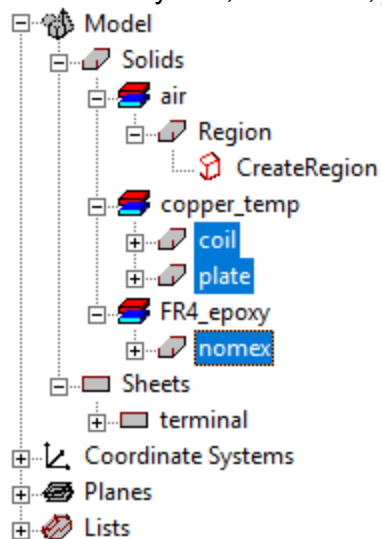 Model
Solids
air
Region
CreateRegion
copper_temp
coil
plate
FR4_epoxy
nomex
Sheets
terminal
Coordinate Systems
Planes
Lists